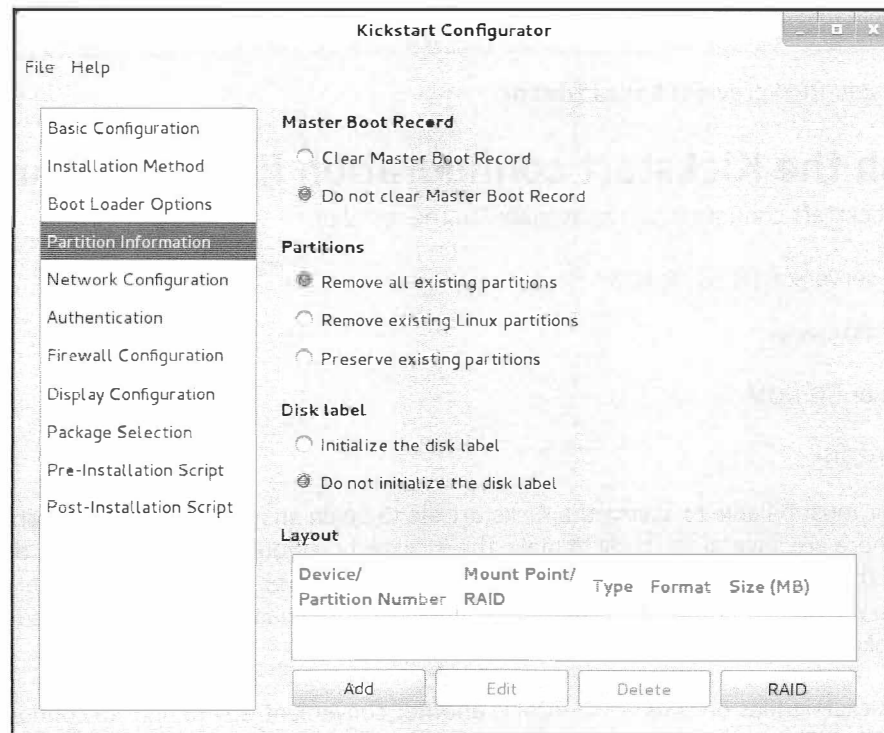 Kickstart Configurator
File Help
Basic Configuration
Installation Method
Boot Loader Options
Partition Information
Network Configuration
Authentication
Firewall Configuration
Display Configuration
Package Selection
Pre-Installation Script
Post-Installation Script
Master Boot Record
Clear Master Boot Record
Do not clear Master Boot Record
Partitions
Remove all existing partitions
Remove existing Linux partitions
Preserve existing partitions
Disk label
Initialize the disk label
Do not initialize the disk label
Layout
Device/
Partition Number
Mount Point/
RAID
Type Format Size (MB)
Add Edit Delete RAID